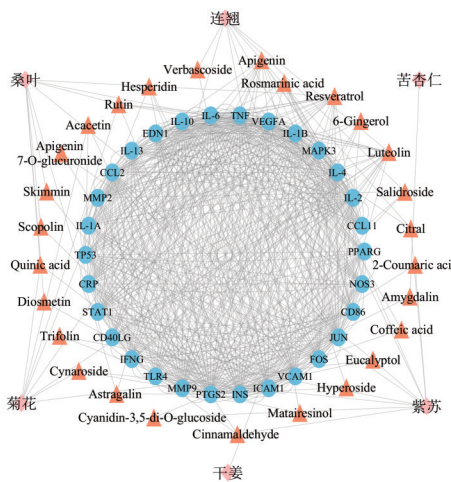 连翘
桑叶
苦杏仁
Verbascoside
Apigenin
Hesperidin
Rosmarinic acid
Rutin
Resveratrol
Acacetin
6-Gingerol
Apigenin
7-O-glucuronide
Luteolin
Skimmin
Salidroside
Scopolin
Citral
Quinic acid
2-Coumaric acid
Diosmetin
Amygdalin
Trifolin
Coffeic acid
Cynaroside
Eucalyptol
Astragalin
Hyperoside
Cyanidin-3,5-di-O-glucoside
Matairesinol
Cinnamaldehyde
菊花
紫苏
干姜
IL-6
TNF
IL-10
VEGFA
EDN1
IL-1B
IL-13
MAPK3
CCL2
IL-4
MMP2
IL-2
IL-1A
CCL11
TP53
PPARG
CRP
NOS3
STAT1
CD86
CD40LG
JUN
IFNG
FOS
TLR4
VCAM1
MMP9
ICAM1
PTGS2
INS